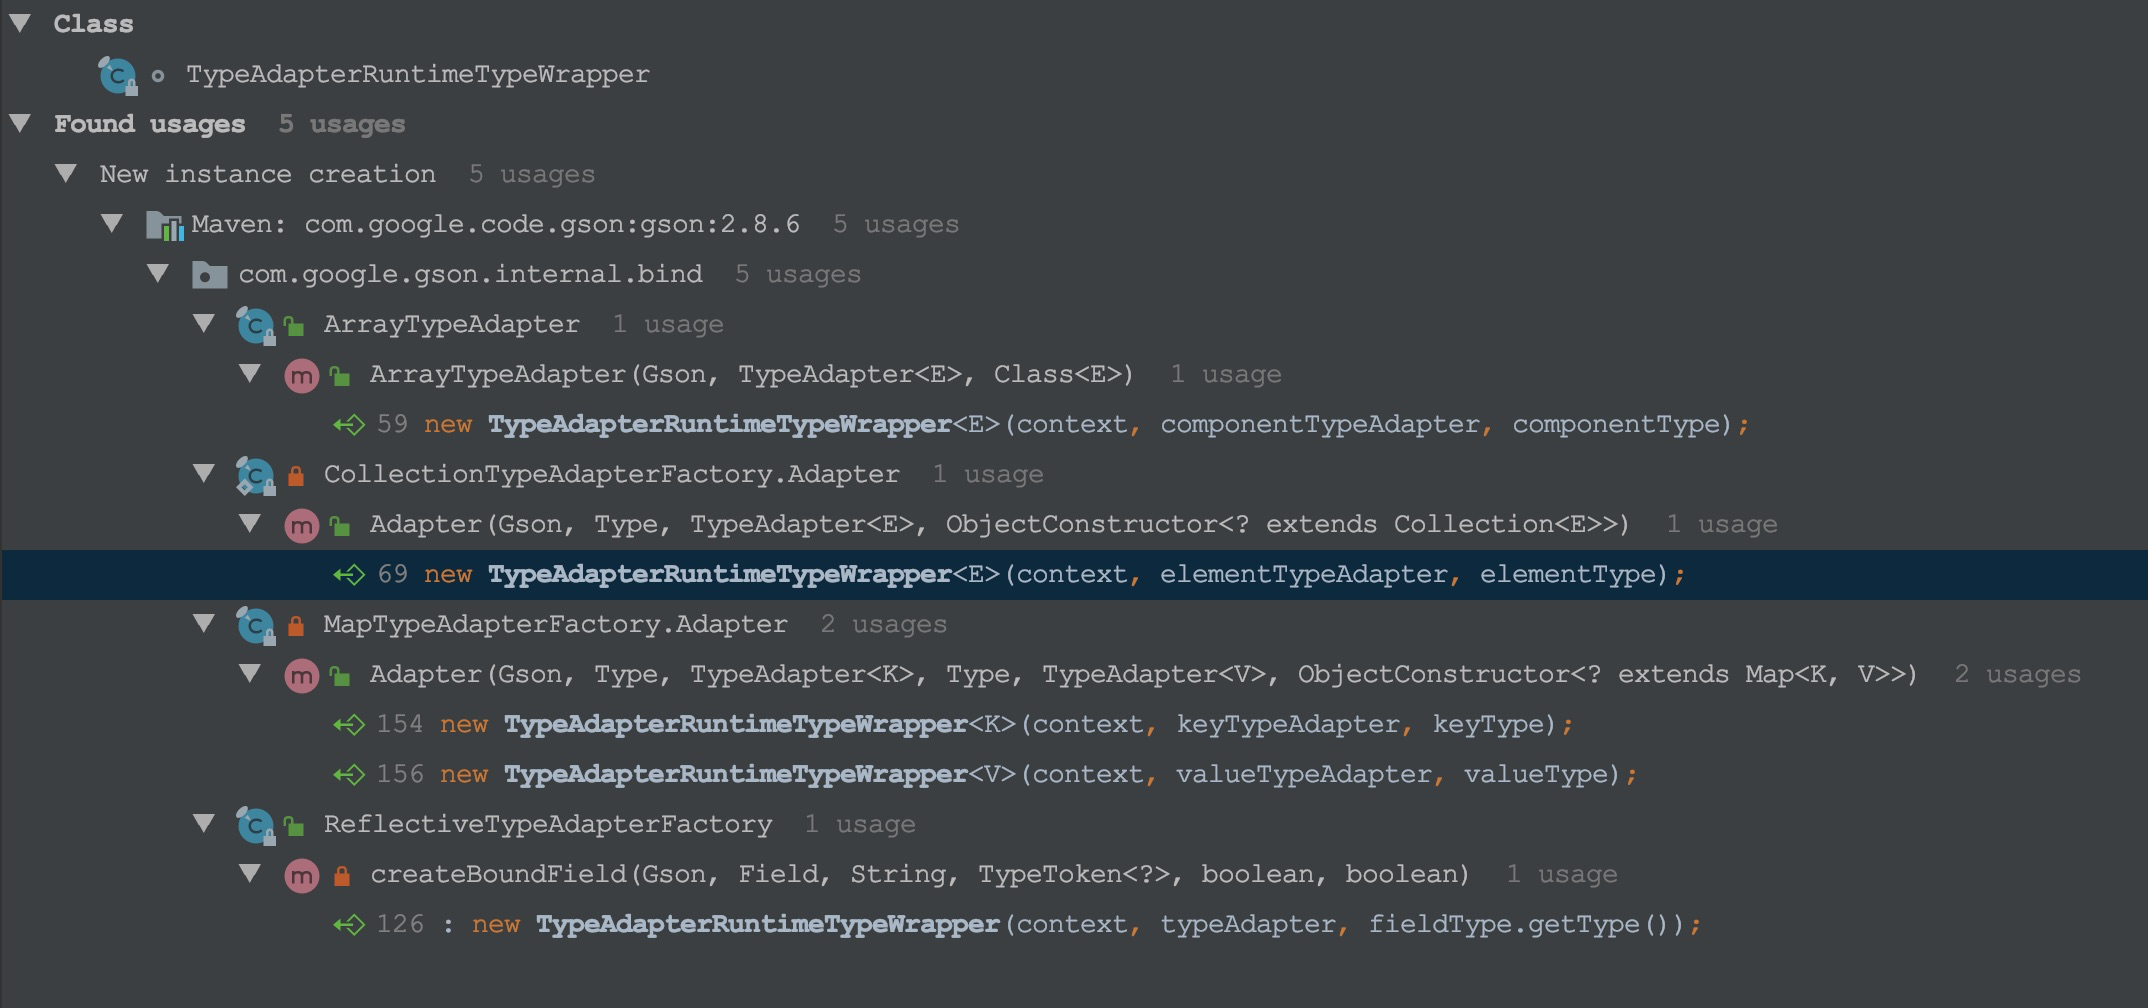 Class
TypeAdapterRuntimeTypeWrapper
Found usages 5 usages
New instance creation 5 usages
Maven: com.google.code.gson:gson:2.8.6 5 usages
com.google.gson.internal.bind 5 usages
ArrayTypeAdapter 1 usage
ArrayTypeAdapter(Gson, TypeAdapter<E>, Class<E>) 1 usage
59 new TypeAdapterRuntimeTypeWrapper<E>(context, componentTypeAdapter, componentType);
CollectionTypeAdapterFactory.Adapter 1 usage
Adapter(Gson, Type, TypeAdapter<E>, ObjectConstructor<? extends Collection<E>>) 1 usage
69 new TypeAdapterRuntimeTypeWrapper<E>(context, elementTypeAdapter, elementType);
MapTypeAdapterFactory.Adapter 2 usages
Adapter(Gson, Type, TypeAdapter<K>, Type, TypeAdapter<V>, ObjectConstructor<? extends Map<K, V>>) 2 usages
154 new TypeAdapterRuntimeTypeWrapper<K>(context, keyTypeAdapter, keyType);
156 new TypeAdapterRuntimeTypeWrapper<V>(context, valueTypeAdapter, valueType);
ReflectiveTypeAdapterFactory 1 usage
createBoundField(Gson, Field, String, TypeToken<?>, boolean, boolean) 1 usage
126 : new TypeAdapterRuntimeTypeWrapper(context, typeAdapter, fieldType.getType());